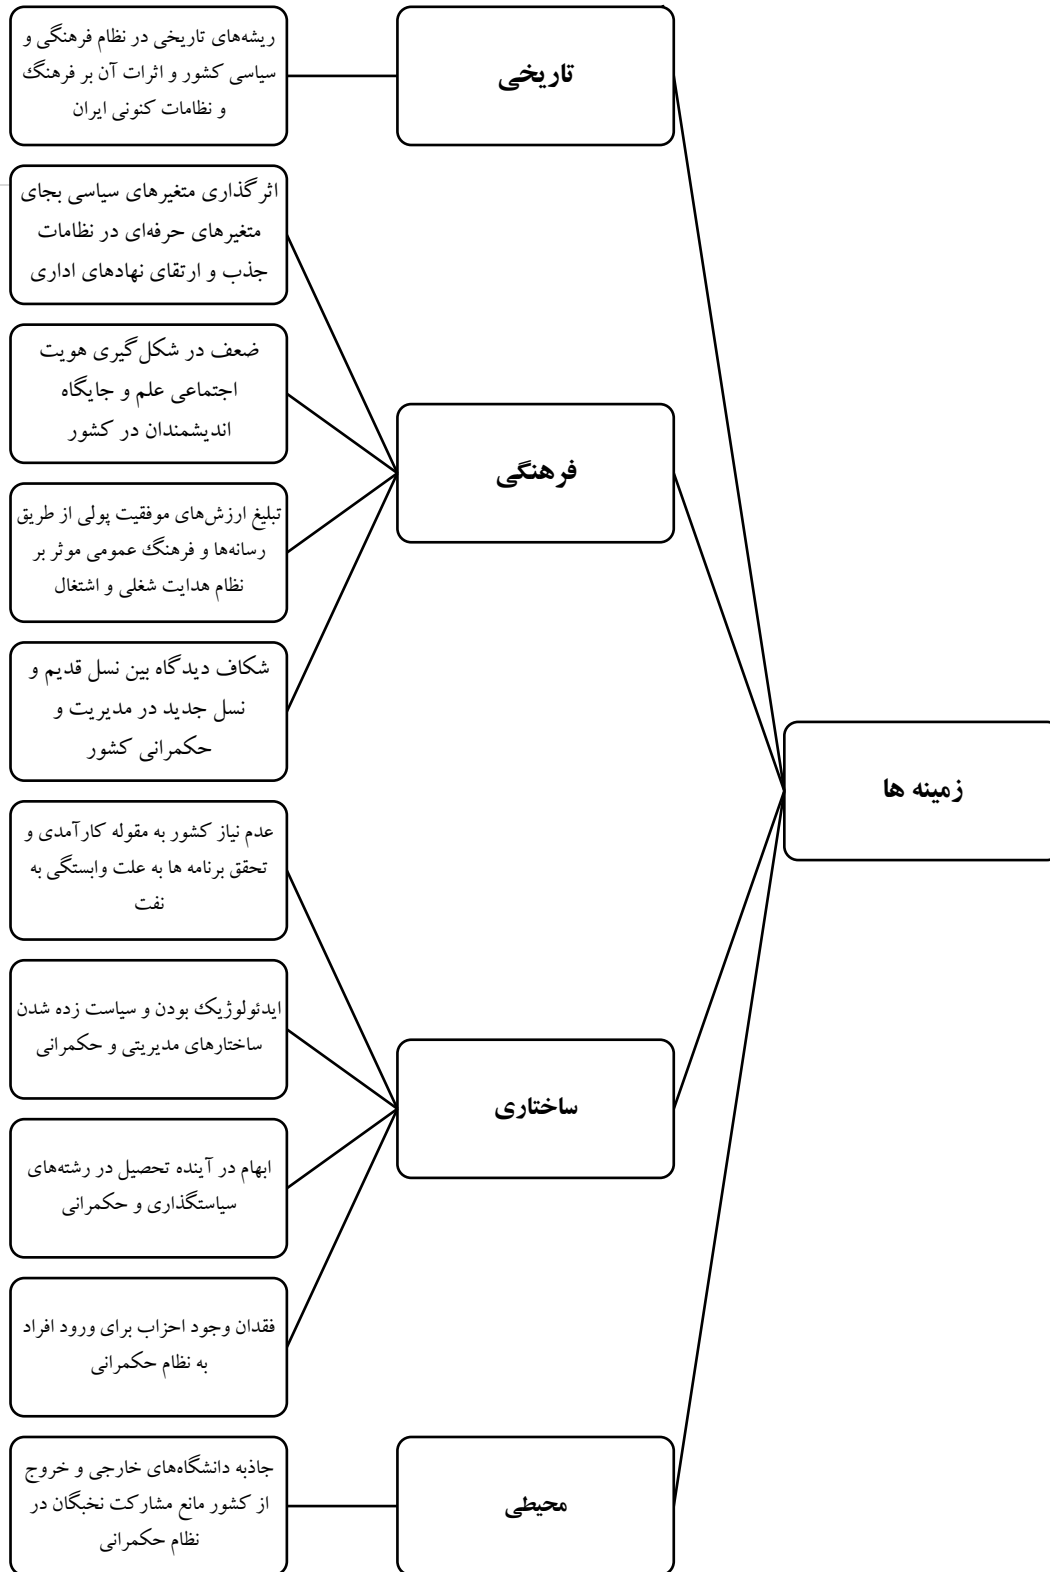 زمینه ها
تاریخی
ریشه‌های تاریخی در نظام فرهنگی و
سیاسی کشور و اثرات آن بر فرهنگ
و نظامات کنونی ایران
فرهنگی
اثرگذاری متغیرهای سیاسی بجای
متغیرهای حرفه‌ای در نظامات
جذب و ارتقای نهادهای اداری
ضعف در شکل‌گیری هویت
اجتماعی علم و جایگاه
اندیشمندان در کشور
تبلیغ ارزش‌های موفقیت پولی از طریق
رسانه‌ها و فرهنگ عمومی موثر بر
نظام هدایت شغلی و اشتغال
شکاف دیدگاه بین نسل قدیم و
نسل جدید در مدیریت و
حکمرانی کشور
ساختاری
عدم نیاز کشور به مقوله کارآمدی و
تحقق برنامه ها به علت وابستگی به
نفت
ایدئولوژیک بودن و سیاست زده شدن
ساختارهای مدیریتی و حکمرانی
ابهام در آینده تحصیل در رشته‌های
سیاستگذاری و حکمرانی
فقدان وجود احزاب برای ورود افراد
به نظام حکمرانی
محیطی
جاذبه دانشگاه‌های خارجی و خروج
از کشور مانع مشارکت نخبگان در
نظام حکمرانی